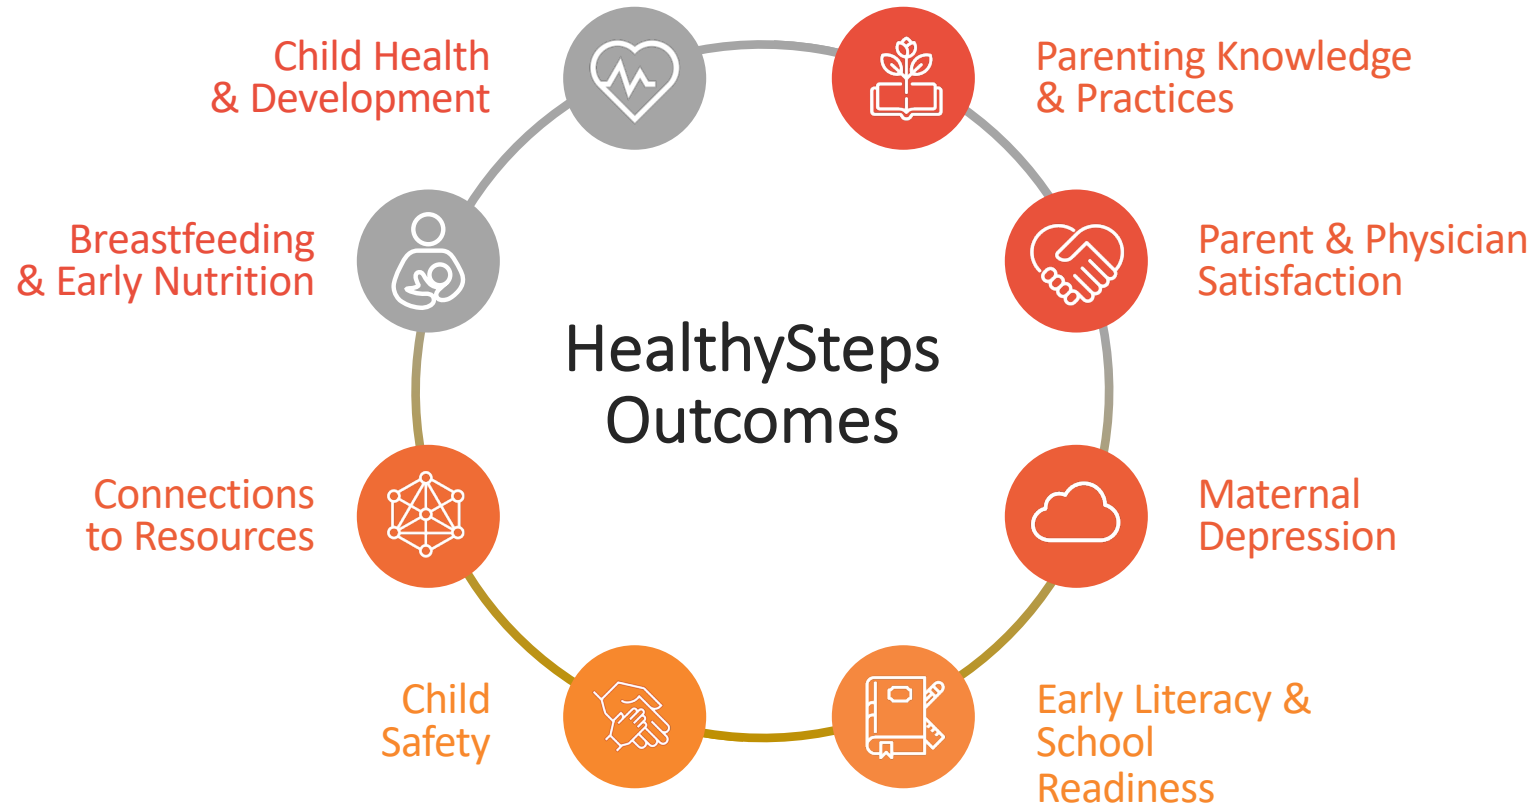 Child Health
& Development
Parenting Knowledge
& Practices
Breastfeeding
& Early Nutrition
Parent & Physician
Satisfaction
HealthySteps
Outcomes
Connections
to Resources
Maternal
Depression
Child
Safety
Early Literacy &
School
Readiness